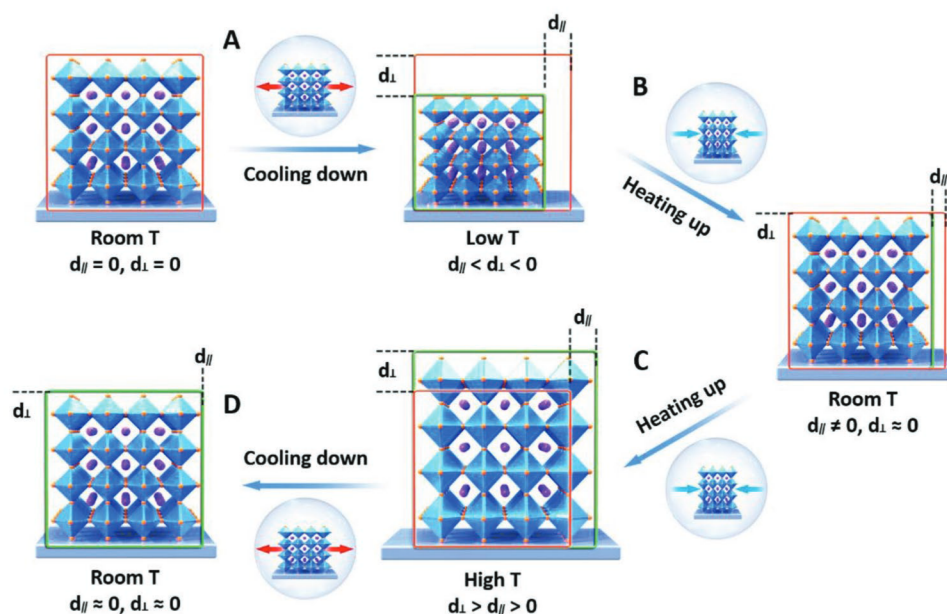 A
d∥
d⊥
Cooling down
Room T
d∥ = 0, d⊥ = 0
Low T
d∥ < d⊥ < 0
B
Heating up
d∥
d⊥
Room T
d∥ ≠ 0, d⊥ ≈ 0
C
Heating up
d∥
d⊥
High T
d⊥ > d∥ > 0
D
Cooling down
d∥
d⊥
Room T
d∥ ≈ 0, d⊥ ≈ 0